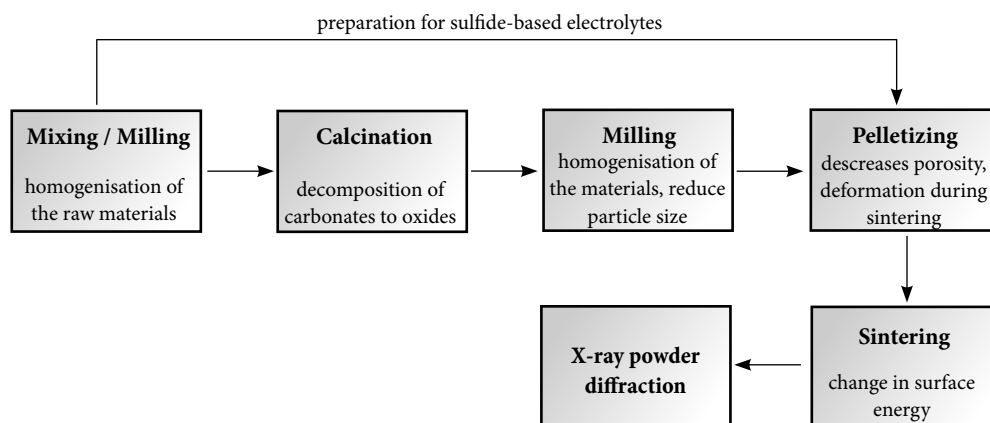 preparation for sulfide-based electrolytes
Mixing / Milling
homogenisation of
the raw materials
Calcination
decomposition of
carbonates to oxides
Milling
homogenisation of
the materials, reduce
particle size
Pelletizing
descreases porosity,
deformation during
sintering
Sintering
change in surface
energy
X-ray powder
diffraction